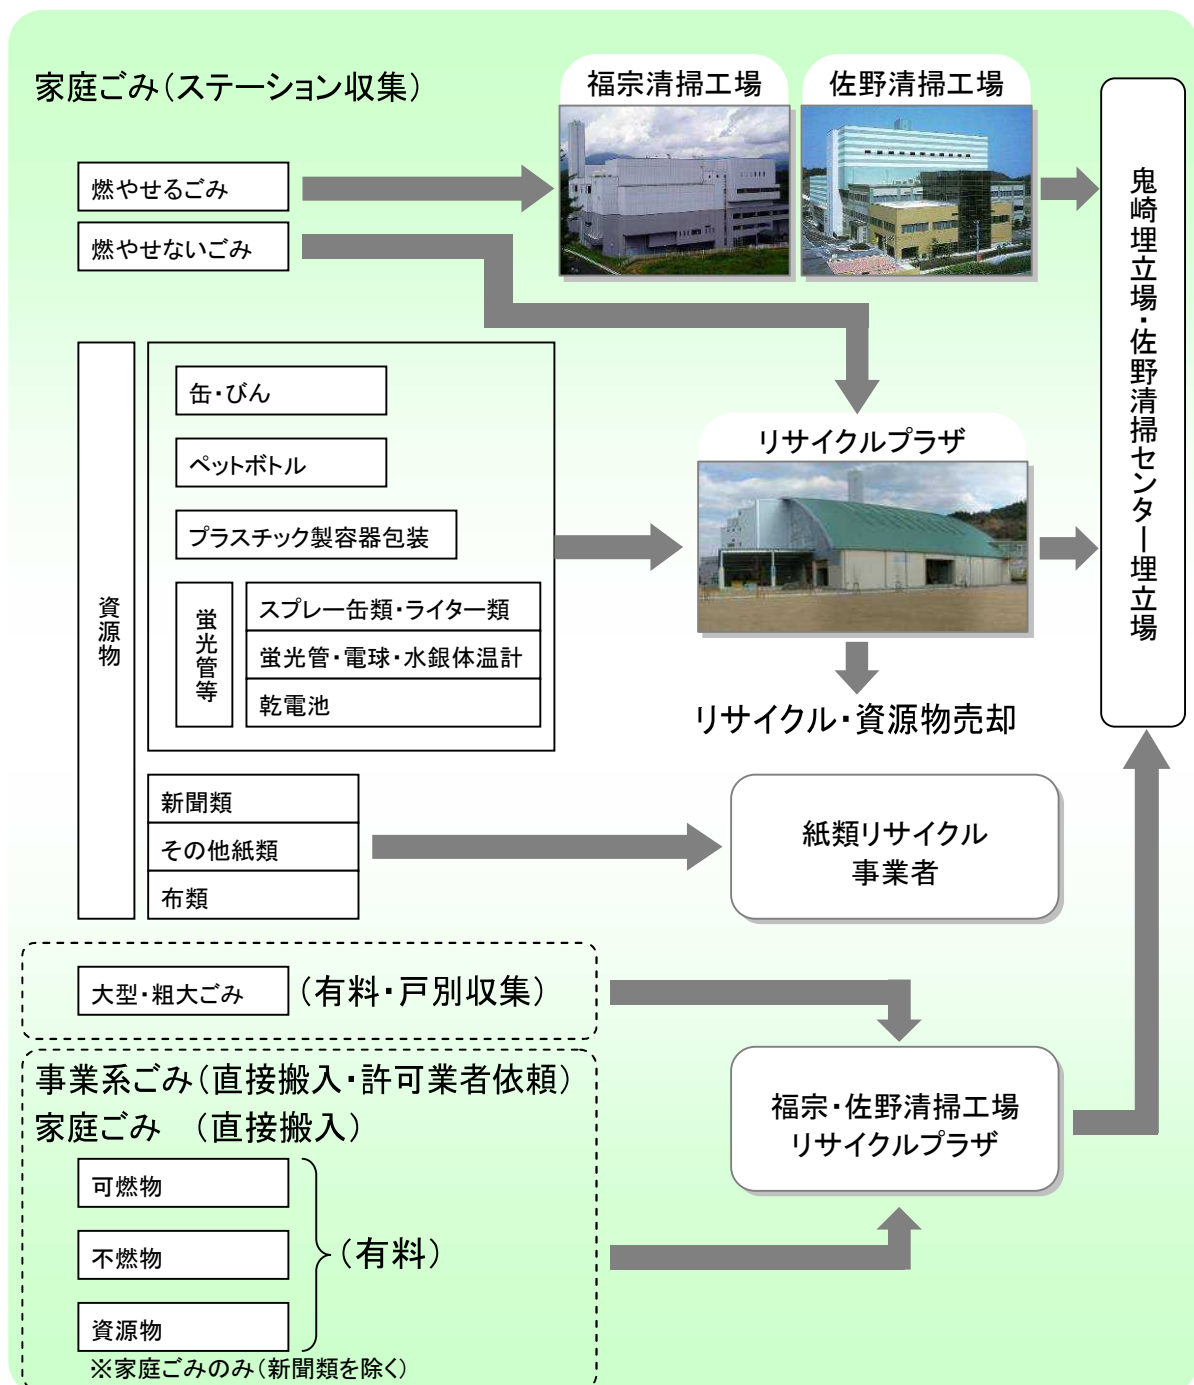 家庭ごみ(ステーション収集)
福宗清掃工場
佐野清掃工場
燃やせるごみ
燃やせないごみ
鬼崎埋立場・佐野清掃センター埋立場
資源物
缶・びん
ペットボトル
プラスチック製容器包装
蛍光管等
スプレー缶類・ライター類
蛍光管・電球・水銀体温計
乾電池
リサイクルプラザ
リサイクル・資源物売却
新聞類
その他紙類
布類
紙類リサイクル
事業者
大型・粗大ごみ
(有料・戸別収集)
事業系ごみ(直接搬入・許可業者依頼)
家庭ごみ (直接搬入)
可燃物
不燃物
資源物
(有料)
※家庭ごみのみ(新聞類を除く)
福宗・佐野清掃工場
リサイクルプラザ